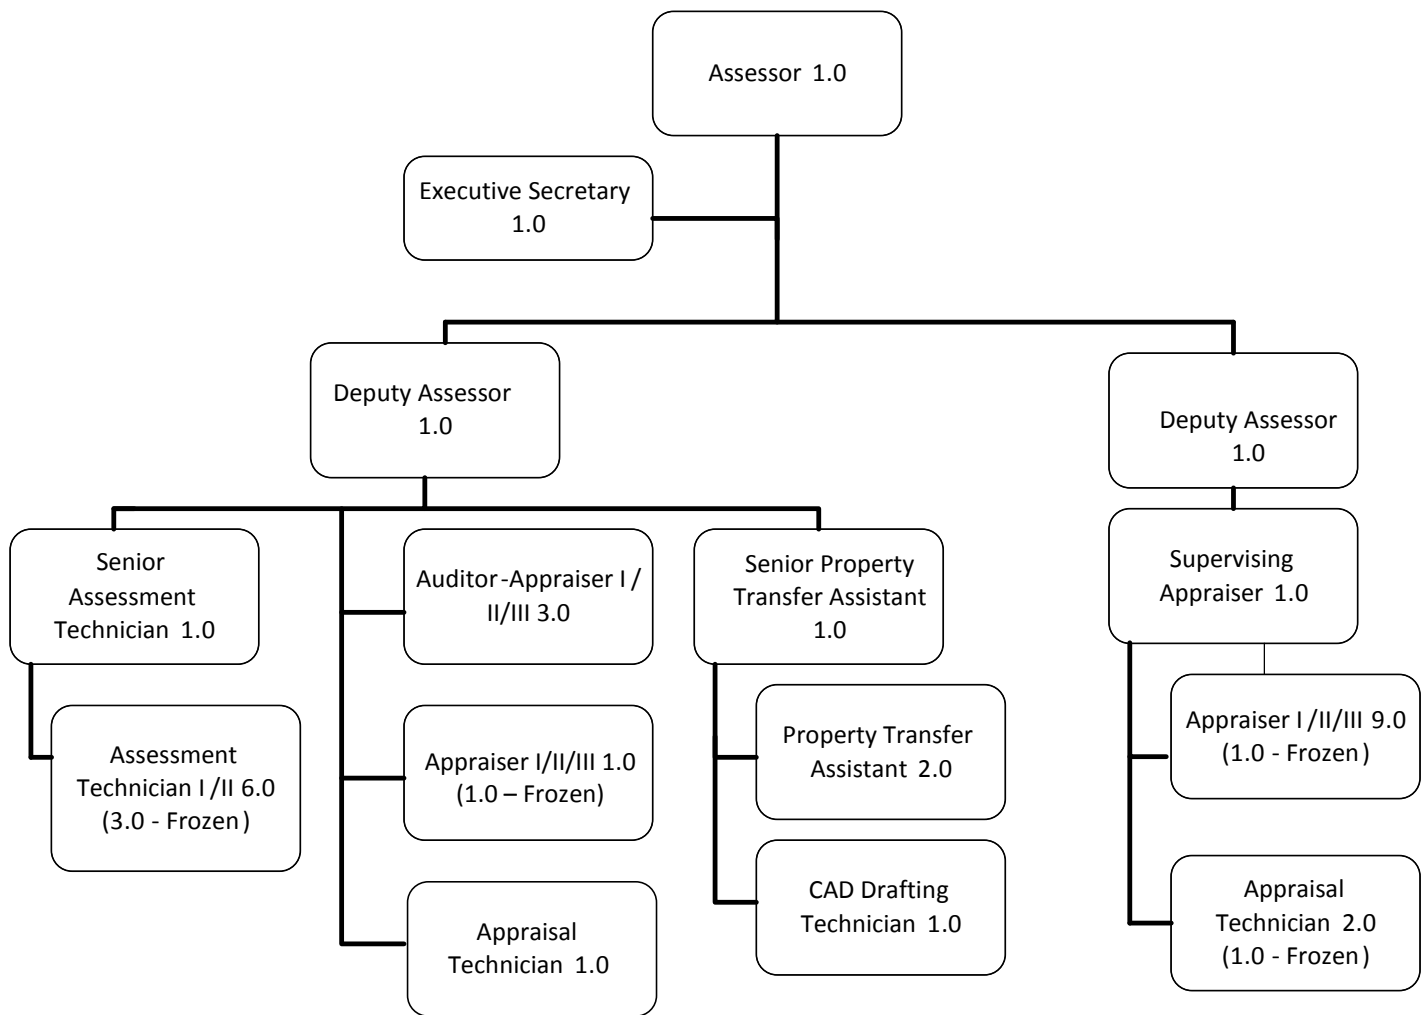 Assessor 1.0
Executive Secretary
1.0
Deputy Assessor
1.0
Deputy Assessor
1.0
Senior
Assessment
Technician 1.0
Auditor-Appraiser I /
II/III 3.0
Senior Property
Transfer Assistant
1.0
Supervising
Appraiser 1.0
Assessment
Technician I /II 6.0
(3.0 - Frozen)
Appraiser I/II/III 1.0
(1.0 – Frozen)
Property Transfer
Assistant 2.0
Appraiser I /II/III 9.0
(1.0 - Frozen)
Appraisal
Technician 1.0
CAD Drafting
Technician 1.0
Appraisal
Technician 2.0
(1.0 - Frozen)